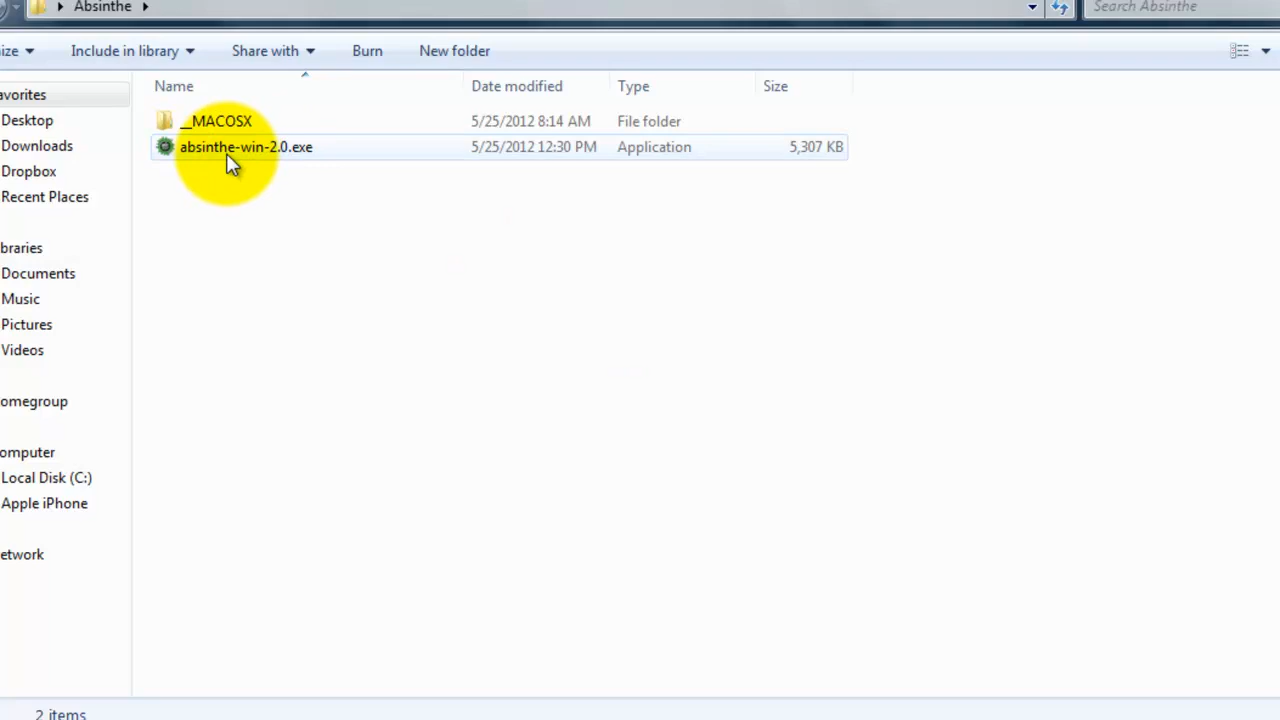 Absinthe
Search Absinthe
ize Include in library Share with Burn New folder
Name Date modified Type Size
avorites
Desktop
Downloads
Dropbox
Recent Places
braries
Documents
Music
Pictures
Videos
omegroup
omputer
Local Disk (C:)
Apple iPhone
etwork
__MACOSX 5/25/2012 8:14 AM File folder
absinthe-win-2.0.exe 5/25/2012 12:30 PM Application 5,307 KB
2 items